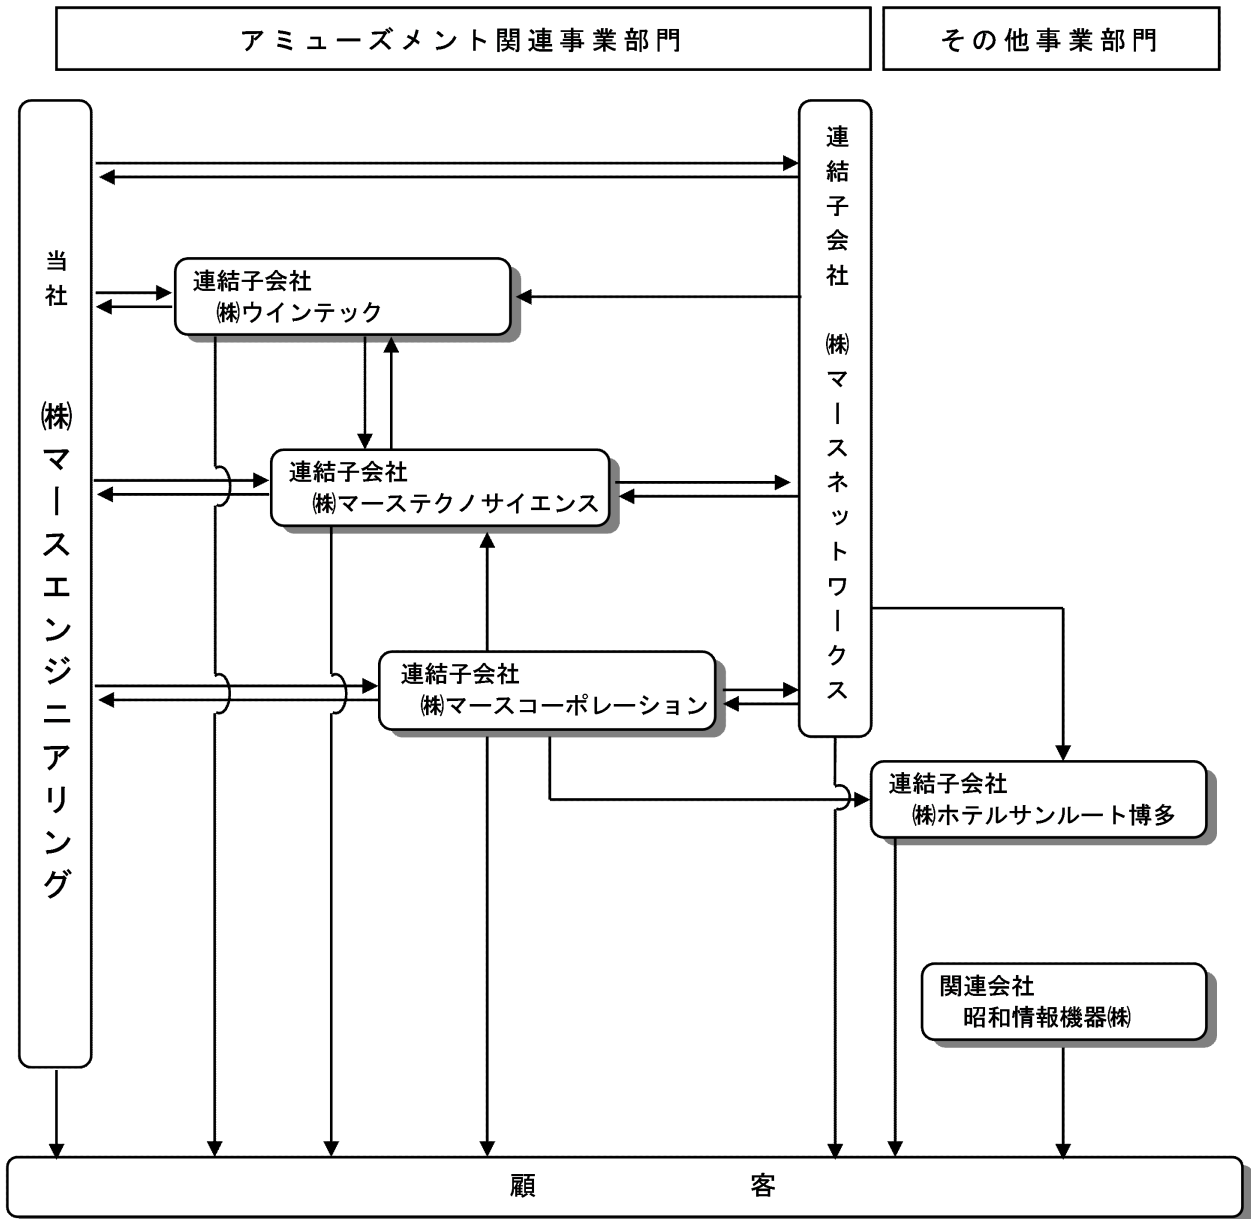 アミューズメント関連事業部門
その他事業部門
当社　㈱マースエンジニアリング
連結子会社　㈱マースネットワークス
連結子会社
㈱ウインテック
連結子会社
㈱マーステクノサイエンス
連結子会社
㈱マースコーポレーション
連結子会社
㈱ホテルサンルート博多
関連会社
昭和情報機器㈱
顧客